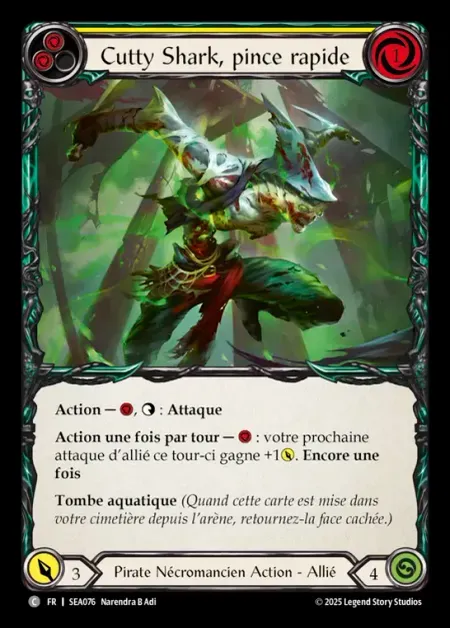 Cutty Shark, pince rapide
1
Action — , : Attaque
Action une fois par tour — : votre prochaine
attaque d'allié ce tour-ci gagne +1. Encore une
fois
Tombe aquatique (Quand cette carte est mise dans
votre cimetière depuis l'arène, retournez-la face cachée.)
3
Pirate Nécromancien Action - Allié
4
C FR | SEA076 Narendra B Adi
© 2025 Legend Story Studios